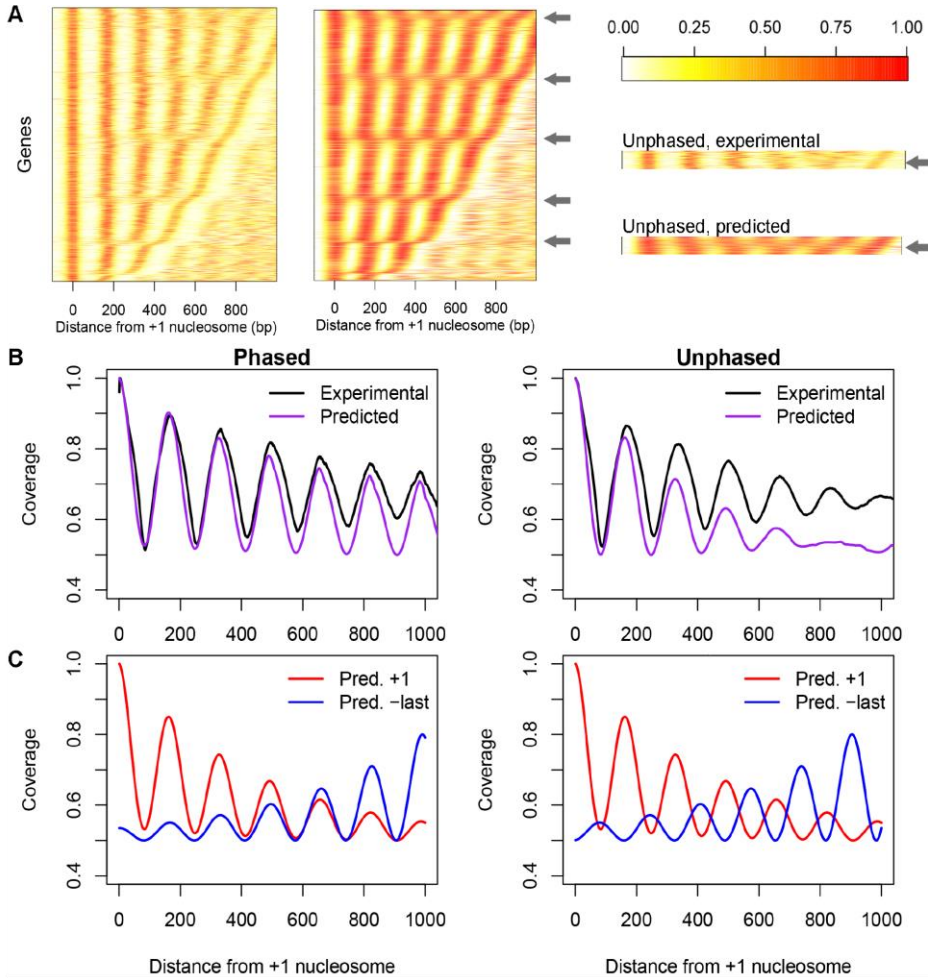 A
Genes
0 200 400 600 800
Distance from +1 nucleosome (bp)
0 200 400 600 800
Distance from +1 nucleosome (bp)
0.00 0.25 0.50 0.75 1.00
Unphased, experimental
Unphased, predicted
B
Phased
Experimental
Predicted
Coverage
1.0
0.8
0.6
0.4
0 200 400 600 800 1000
Unphased
Experimental
Predicted
Coverage
1.0
0.8
0.6
0.4
0 200 400 600 800 1000
C
Pred. +1
Pred. −last
Coverage
1.0
0.8
0.6
0.4
0 200 400 600 800 1000
Distance from +1 nucleosome
Pred. +1
Pred. −last
Coverage
1.0
0.8
0.6
0.4
0 200 400 600 800 1000
Distance from +1 nucleosome